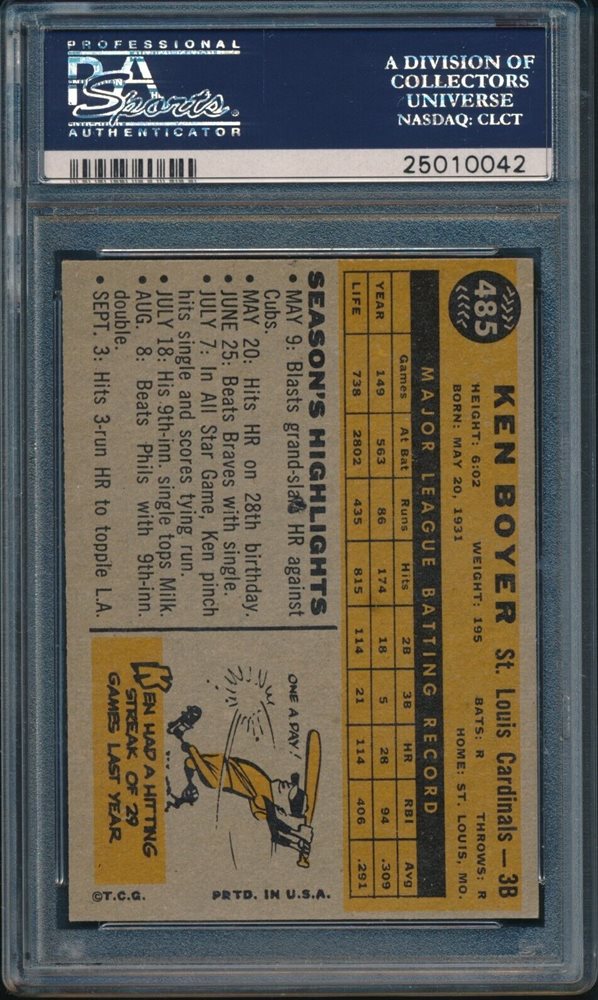 PROFESSIONAL
PSA
Sports
AUTHENTICATOR
A DIVISION OF
COLLECTORS
UNIVERSE
NASDAQ: CLCT
25010042
485
KEN BOYER St. Louis Cardinals—3B
HEIGHT: 6:02 WEIGHT: 195 BATS: R THROWS: R
BORN: MAY 20, 1931 HOME: ST. LOUIS, MO.
MAJOR LEAGUE BATTING RECORD
Games At Bat Runs Hits 2B 3B HR RBI Avg
YEAR 149 563 86 174 18 5 28 94 .309
LIFE 738 2802 435 815 114 21 114 406 .291
SEASON'S HIGHLIGHTS
• MAY 9: Blasts grand-slam HR against
Cubs.
• MAY 20: Hits HR on 28th birthday.
• JUNE 25: Beats Braves with single.
• JULY 7: In All Star Game, Ken pinch
hits single and scores tying run.
• JULY 18: His 9th-inn. single tops Milk.
• AUG. 8: Beats Phils with 9th-inn.
double.
• SEPT. 3: Hits 3-run HR to topple L.A.
ONE A PAY!
KEN HAD A HITTING
STREAK OF 29
GAMES LAST YEAR
©T.C.G. PRTD. IN U.S.A.